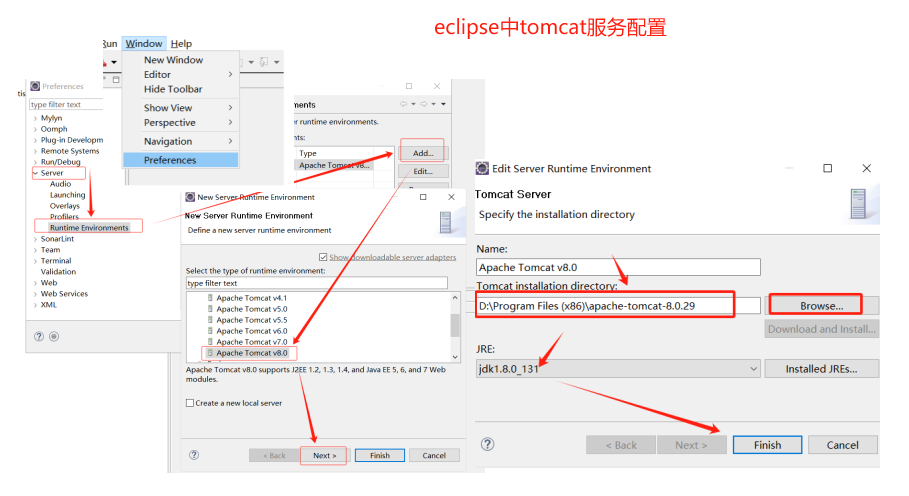 eclipse中tomcat服务配置
Run Window Help
New Window
Editor
Hide Toolbar
Show View
Perspective
Navigation
Preferences
Preferences
type filter text
Mylyn
Oomph
Plug-in Developm
Remote Systems
Run/Debug
Server
Audio
Launching
Overlays
Profilers
Runtime Environments
SonarLint
Team
Terminal
Validation
Web
Web Services
XML
ments
r runtime environments.
nts:
Type
Apache Tomcat v8...
Add...
Edit...
New Server Runtime Environment
New Server Runtime Environment
Define a new server runtime environment
Show downloadable server adapters
Select the type of runtime environment:
type filter text
Apache Tomcat v4.1
Apache Tomcat v5.0
Apache Tomcat v5.5
Apache Tomcat v6.0
Apache Tomcat v7.0
Apache Tomcat v8.0
Apache Tomcat v8.0 supports J2EE 1.2, 1.3, 1.4, and Java EE 5, 6, and 7 Web
modules.
Create a new local server
< Back Next > Finish Cancel
Edit Server Runtime Environment
Tomcat Server
Specify the installation directory
Name:
Apache Tomcat v8.0
Tomcat installation directory:
D:\Program Files (x86)\apache-tomcat-8.0.29 Browse...
Download and Install...
JRE:
jdk1.8.0_131 Installed JREs...
< Back Next > Finish Cancel